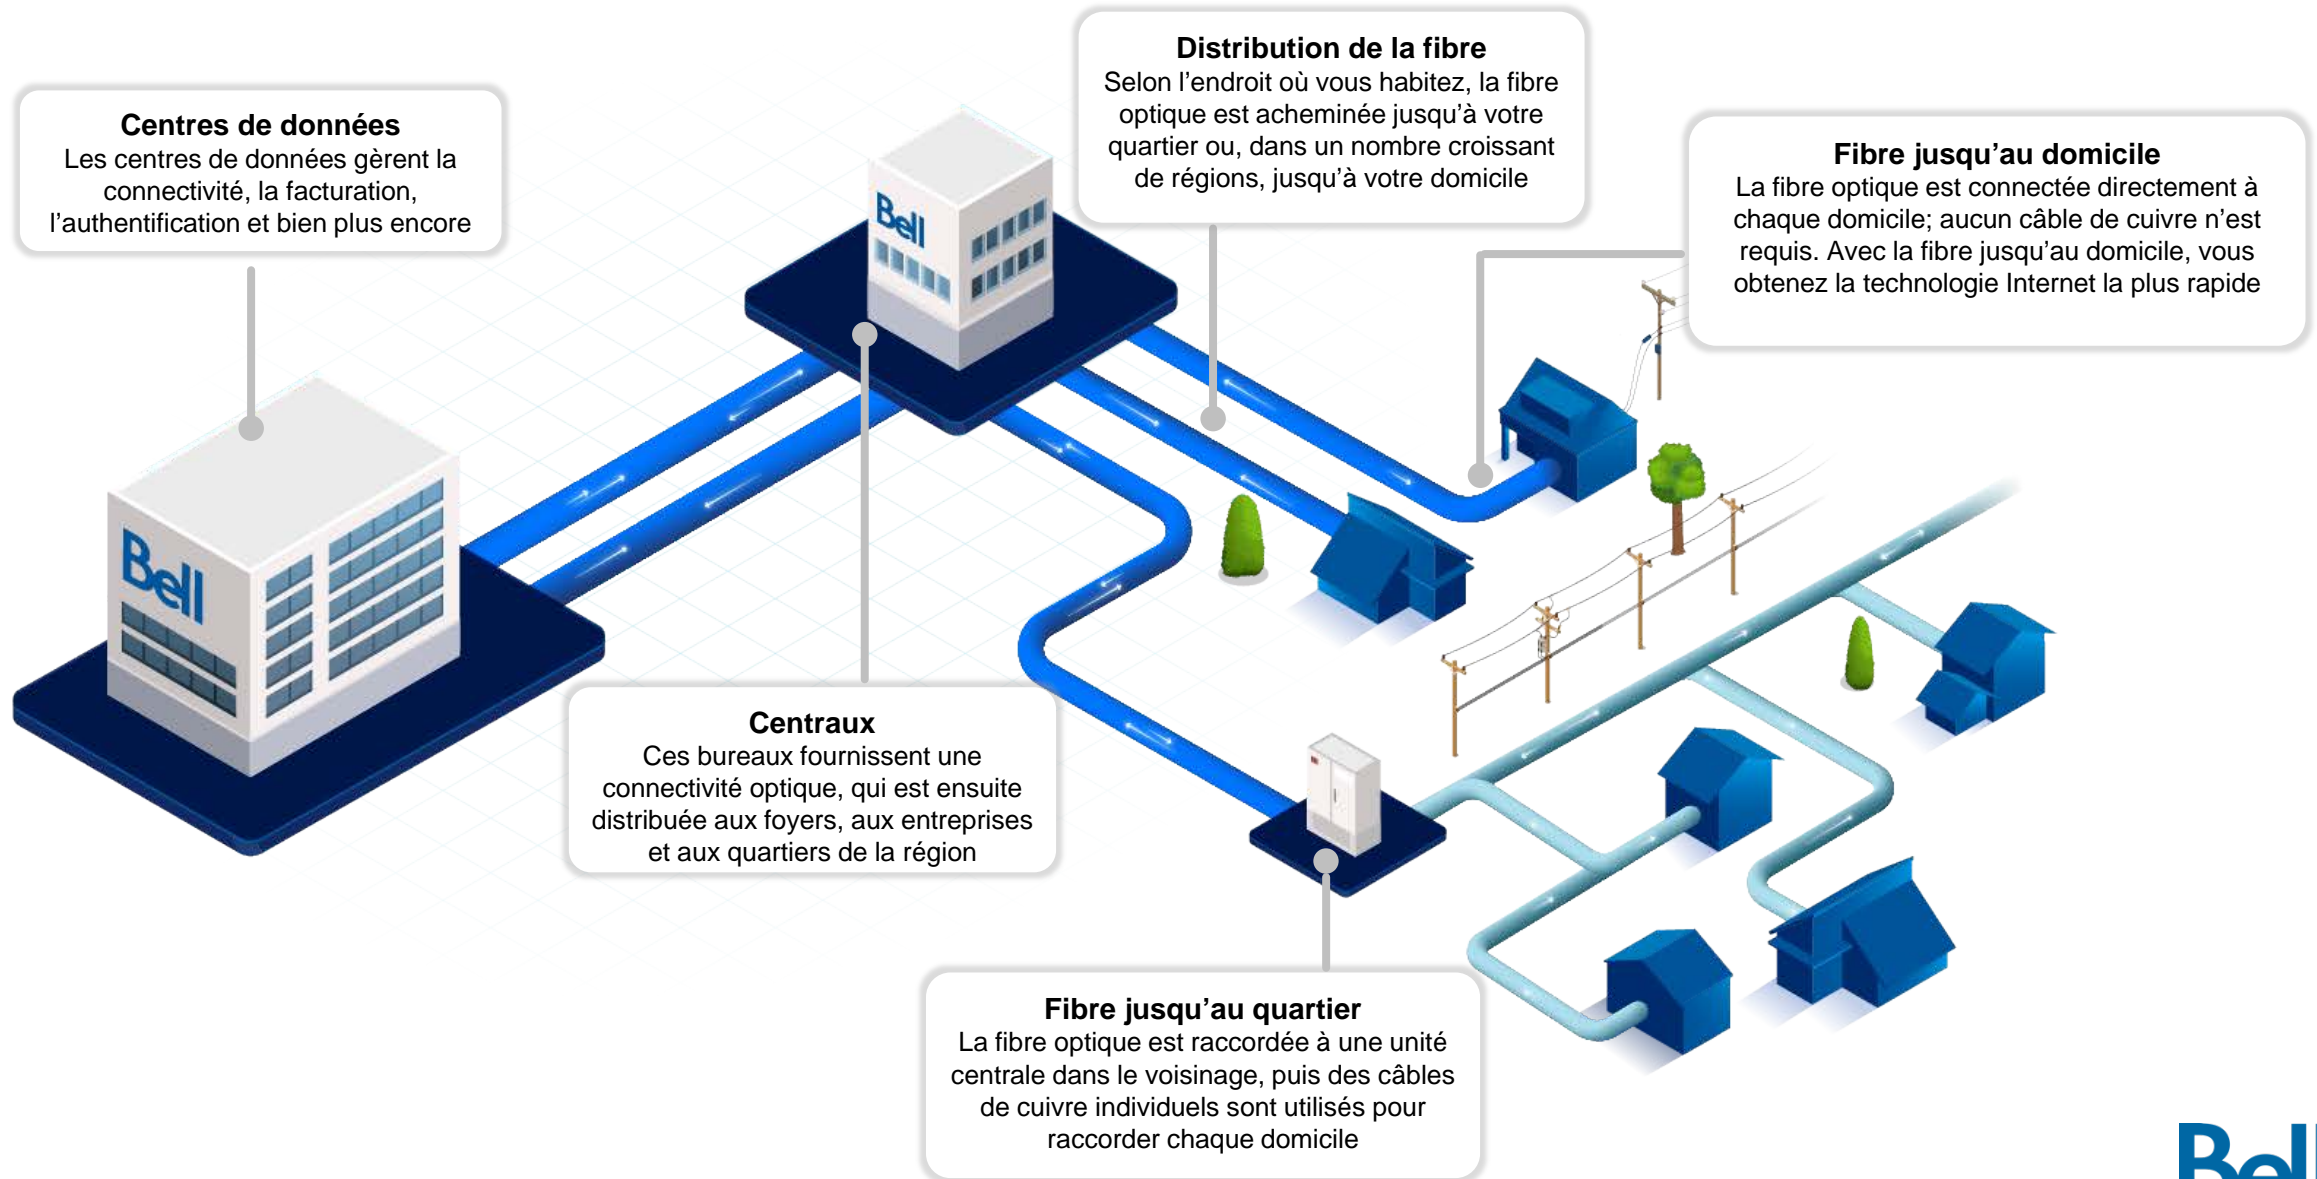 Distribution de la fibre
Selon l’endroit où vous habitez, la fibre
optique est acheminée jusqu’à votre
quartier ou, dans un nombre croissant
de régions, jusqu’à votre domicile
Centres de données
Les centres de données gèrent la
connectivité, la facturation,
l’authentification et bien plus encore
Fibre jusqu’au domicile
La fibre optique est connectée directement à
chaque domicile; aucun câble de cuivre n’est
requis. Avec la fibre jusqu’au domicile, vous
obtenez la technologie Internet la plus rapide
Bell
Bell
Centraux
Ces bureaux fournissent une
connectivité optique, qui est ensuite
distribuée aux foyers, aux entreprises
et aux quartiers de la région
Fibre jusqu’au quartier
La fibre optique est raccordée à une unité
centrale dans le voisinage, puis des câbles
de cuivre individuels sont utilisés pour
raccorder chaque domicile
Bell